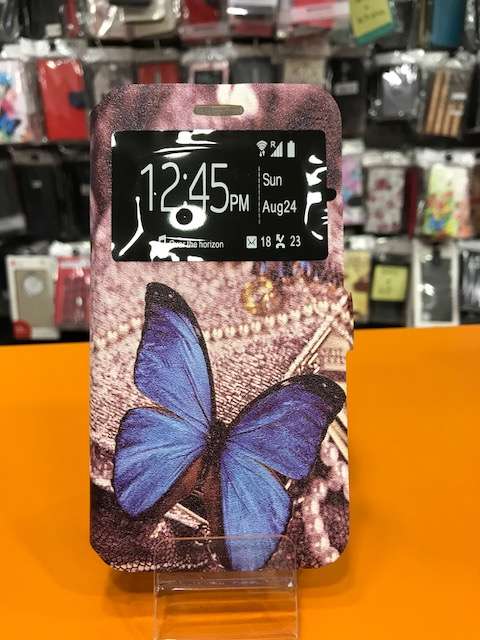 R
12:45PM
Sun
Aug24
Over the horizon
18 23